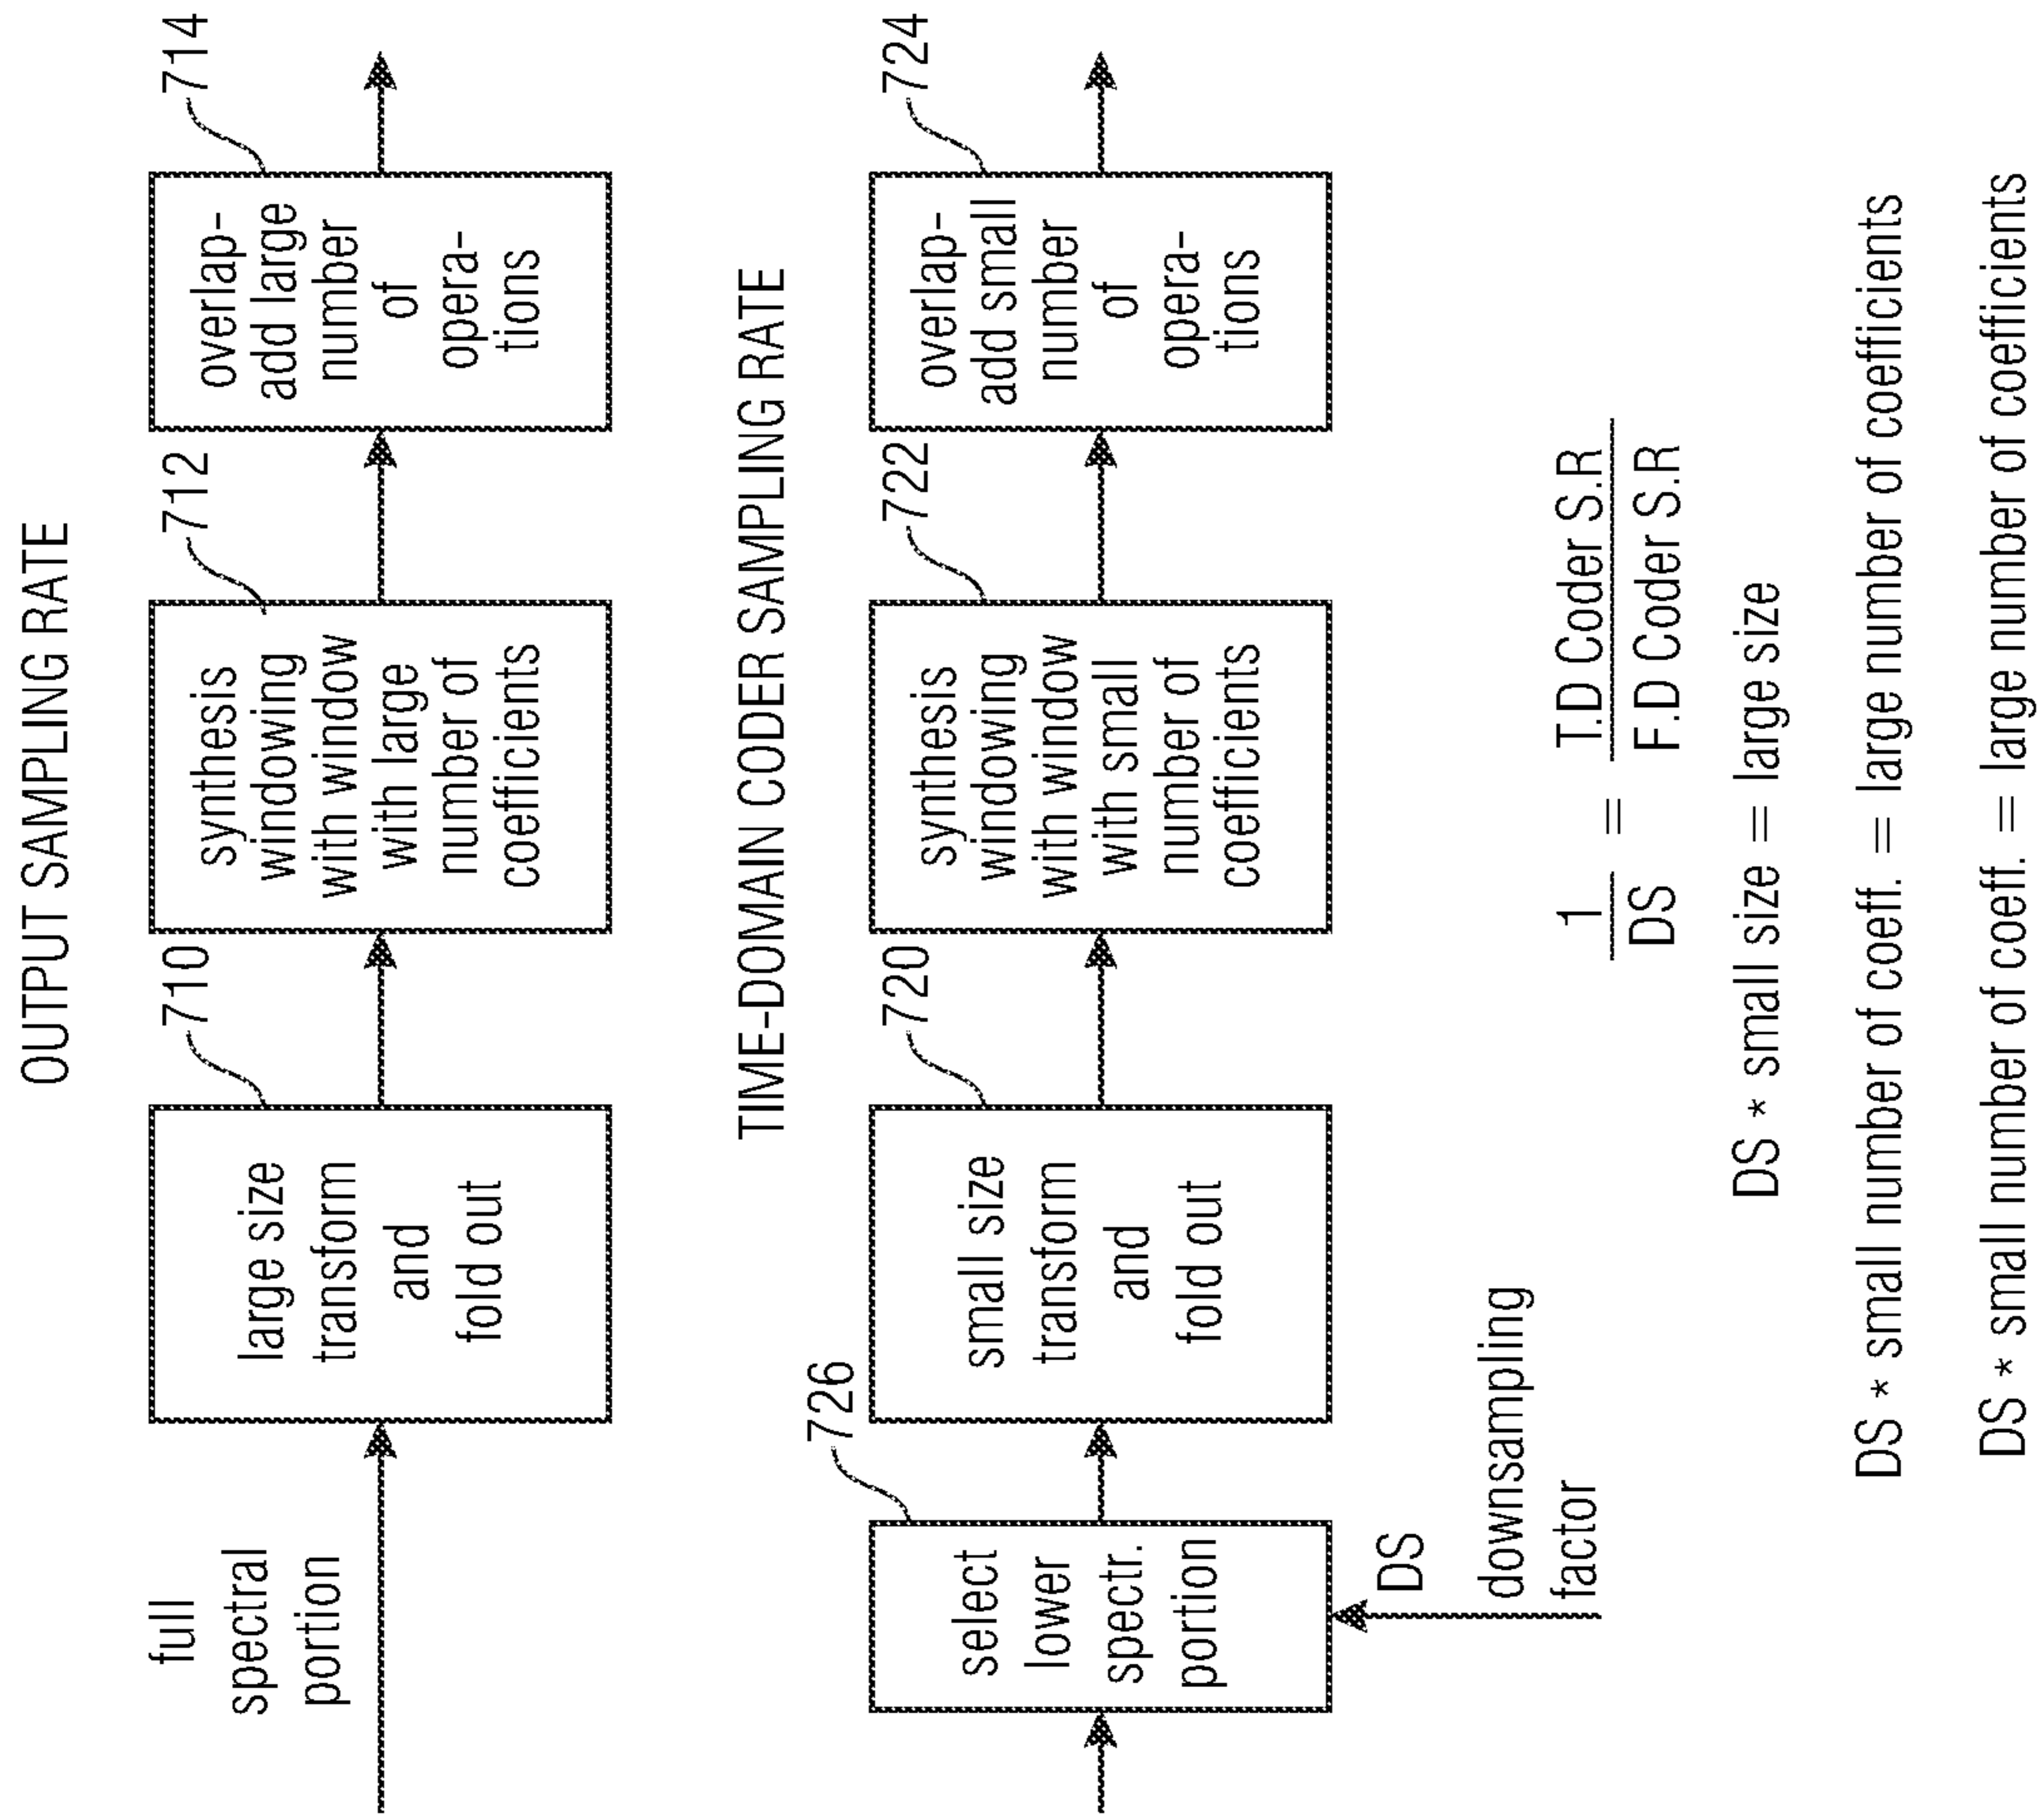 OUTPUT SAMPLING RATE
full
spectral
portion
710
large size
transform
and
fold out
712
synthesis
windowing
with window
with large
number of
coefficients
714
overlap-
add large
number
of
opera-
tions
TIME-DOMAIN CODER SAMPLING RATE
726
select
lower
spectr.
portion
720
small size
transform
and
fold out
722
synthesis
windowing
with window
with small
number of
coefficients
724
overlap-
add small
number
of
opera-
tions
DS
downsampling
factor
1
DS
=
T.D Coder S.R
F.D Coder S.R
DS * small size = large size
DS * small number of coeff. = large number of coefficients
DS * small number of coeff. = large number of coefficients